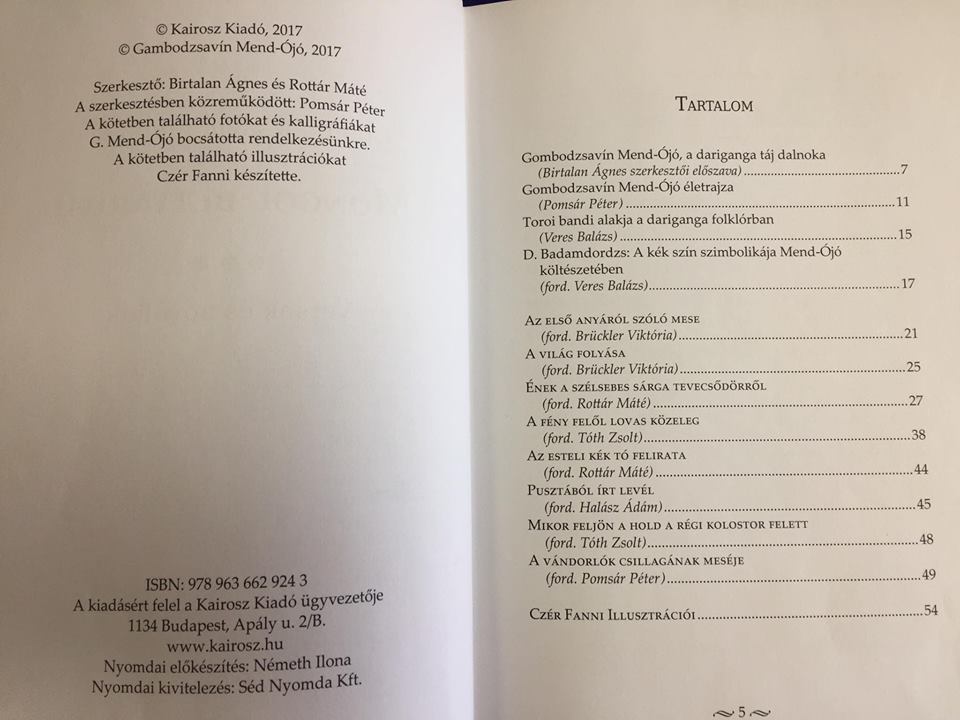 © Kairosz Kiadó, 2017
© Gambodzsavín Mend-Ójó, 2017
Szerkesztő: Birtalan Ágnes és Rottár Máté
A szerkesztésben közreműködött: Pomsár Péter
A kötetben található fotókat és kalligráfiákat
G. Mend-Ójó bocsátotta rendelkezésünkre.
A kötetben található illusztrációkat
Czér Fanni készítette.
ISBN: 978 963 662 924 3
A kiadásért felel a Kairosz Kiadó ügyvezetője
1134 Budapest, Apály u. 2/B.
www.kairosz.hu
Nyomdai előkészítés: Németh Ilona
Nyomdai kivitelezés: Séd Nyomda Kft.
TARTALOM
Gombodzsavín Mend-Ójó, a dariganga táj dalnoka
(Birtalan Ágnes szerkesztői előszava) 7
Gombodzsavín Mend-Ójó életrajza
(Pomsár Péter) 11
Toroi bandi alakja a dariganga folklórban
(Veres Balázs) 15
D. Badamdordzs: A kék szín szimbolikája Mend-Ójó
költészetében
(ford. Veres Balázs) 17
AZ ELSŐ ANYÁRÓL SZÓLÓ MESE
(ford. Brückler Viktória) 21
A VILÁG FOLYÁSA
(ford. Brückler Viktória) 25
ÉNEK A SZÉLSEBES SÁRGA TEVECSŐDÖRRŐL
(ford. Rottár Máté) 27
A FÉNY FELŐL LOVAS KÖZELEG
(ford. Tóth Zsolt) 38
AZ ESTELI KÉK TÓ FELIRATA
(ford. Rottár Máté) 44
PUSZTÁBÓL ÍRT LEVÉL
(ford. Halász Ádám) 45
MIKOR FELJÖN A HOLD A RÉGI KOLOSTOR FELETT
(ford. Tóth Zsolt) 48
A VÁNDORLÓK CSILLAGÁNAK MESÉJE
(ford. Pomsár Péter) 49
CZÉR FANNI ILLUSZTRÁCIÓI 54
5